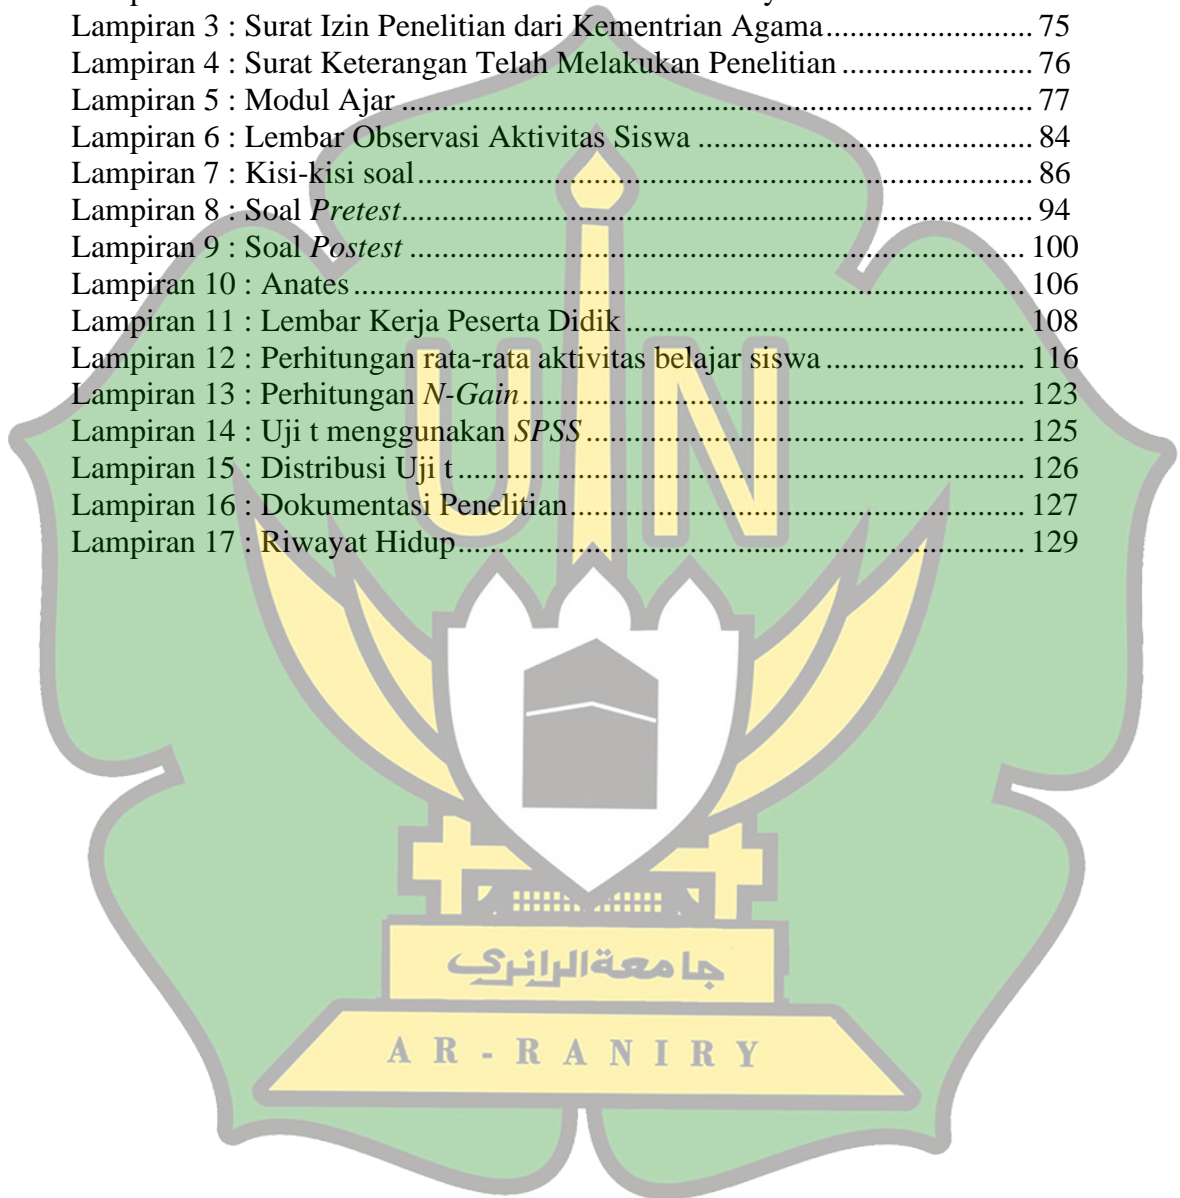 Lampiran 3 : Surat Izin Penelitian dari Kementrian Agama.......................... 75
Lampiran 4 : Surat Keterangan Telah Melakukan Penelitian ........................ 76
Lampiran 5 : Modul Ajar .............................................................................. 77
Lampiran 6 : Lembar Observasi Aktivitas Siswa ......................................... 84
Lampiran 7 : Kisi-kisi soal............................................................................ 86
Lampiran 8 : Soal Pretest.............................................................................. 94
Lampiran 9 : Soal Postest ............................................................................ 100
Lampiran 10 : Anates................................................................................... 106
Lampiran 11 : Lembar Kerja Peserta Didik.................................................. 108
Lampiran 12 : Perhitungan rata-rata aktivitas belajar siswa ........................ 116
Lampiran 13 : Perhitungan N-Gain.............................................................. 123
Lampiran 14 : Uji t menggunakan SPSS ...................................................... 125
Lampiran 15 : Distribusi Uji t ...................................................................... 126
Lampiran 16 : Dokumentasi Penelitian........................................................ 127
Lampiran 17 : Riwayat Hidup...................................................................... 129
UIN
جامعةالرانري
AR-RANIRY